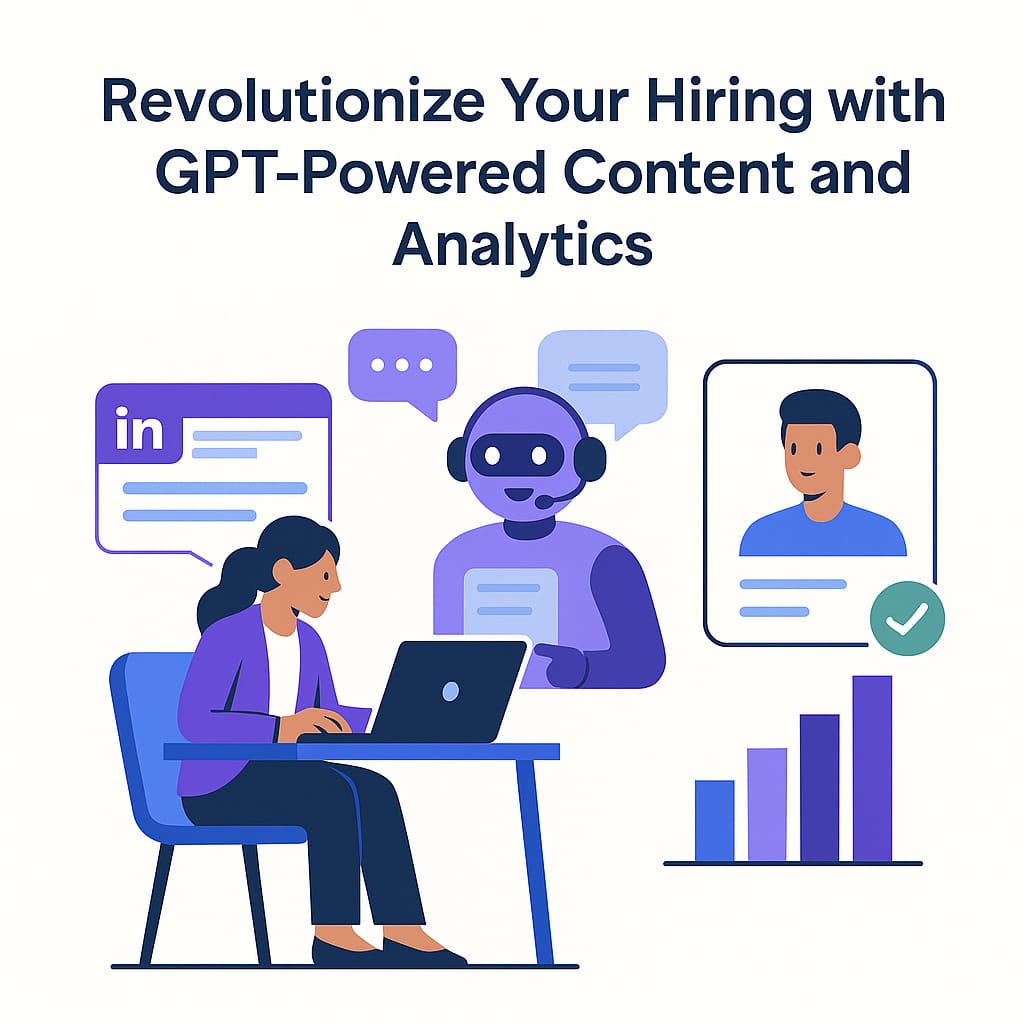 Revolutionize Your Hiring with
GPT-Powered Content and
Analytics
in